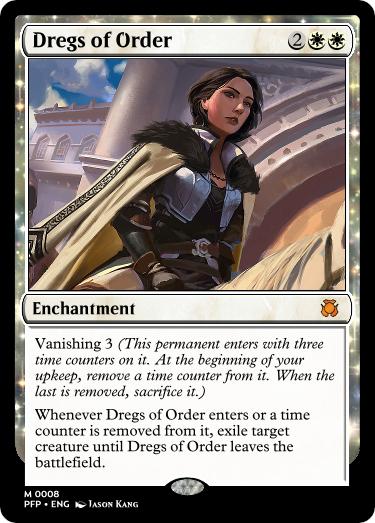 Dregs of Order 2
Enchantment
Vanishing 3 (This permanent enters with three
time counters on it. At the beginning of your
upkeep, remove a time counter from it. When the
last is removed, sacrifice it.)
Whenever Dregs of Order enters or a time
counter is removed from it, exile target
creature until Dregs of Order leaves the
battlefield.
M 0008
PFP • ENG Jason Kang